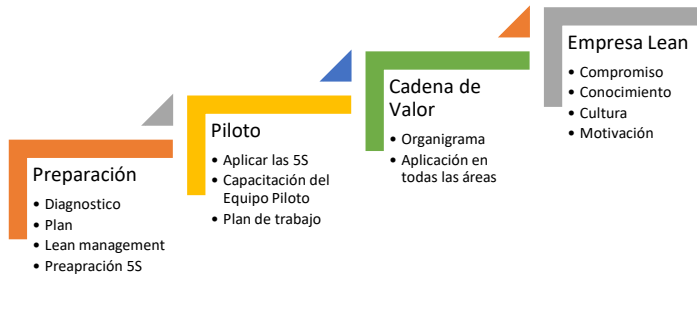 Preparación
• Diagnostico
• Plan
• Lean management
• Preapración 5S
Piloto
• Aplicar las 5S
• Capacitación del
Equipo Piloto
• Plan de trabajo
Cadena de
Valor
• Organigrama
• Aplicación en
todas las áreas
Empresa Lean
• Compromiso
• Conocimiento
• Cultura
• Motivación